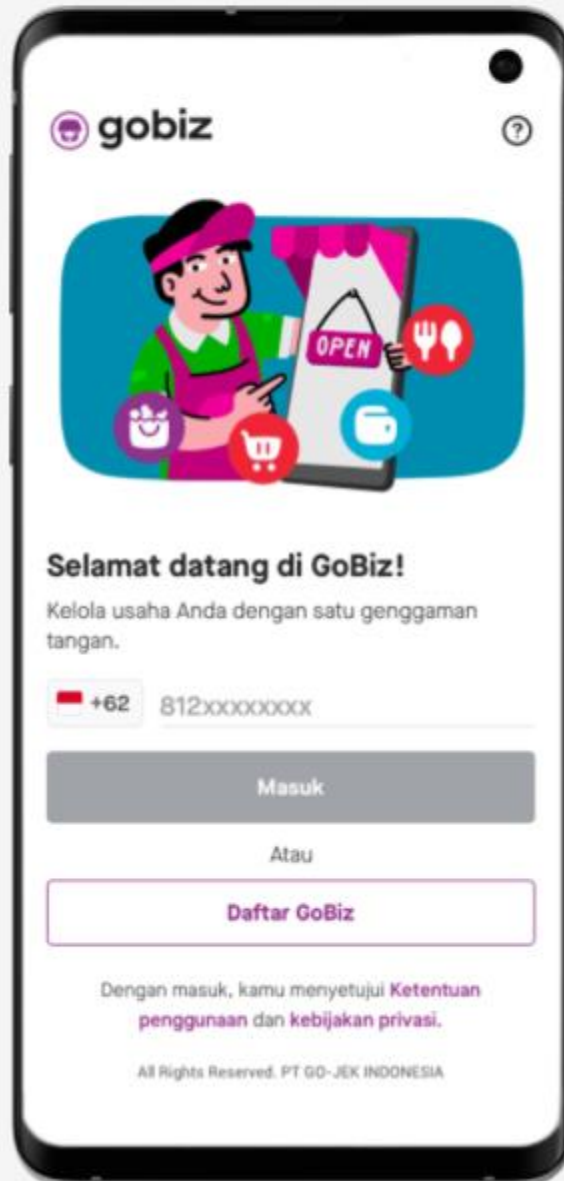 gobiz
?
OPEN
Selamat datang di GoBiz!
Kelola usaha Anda dengan satu genggaman
tangan.
+62 812xxxxxxxx
Masuk
Atau
Daftar GoBiz
Dengan masuk, kamu menyetujui Ketentuan
penggunaan dan kebijakan privasi.
All Rights Reserved. PT GO-JEK INDONESIA